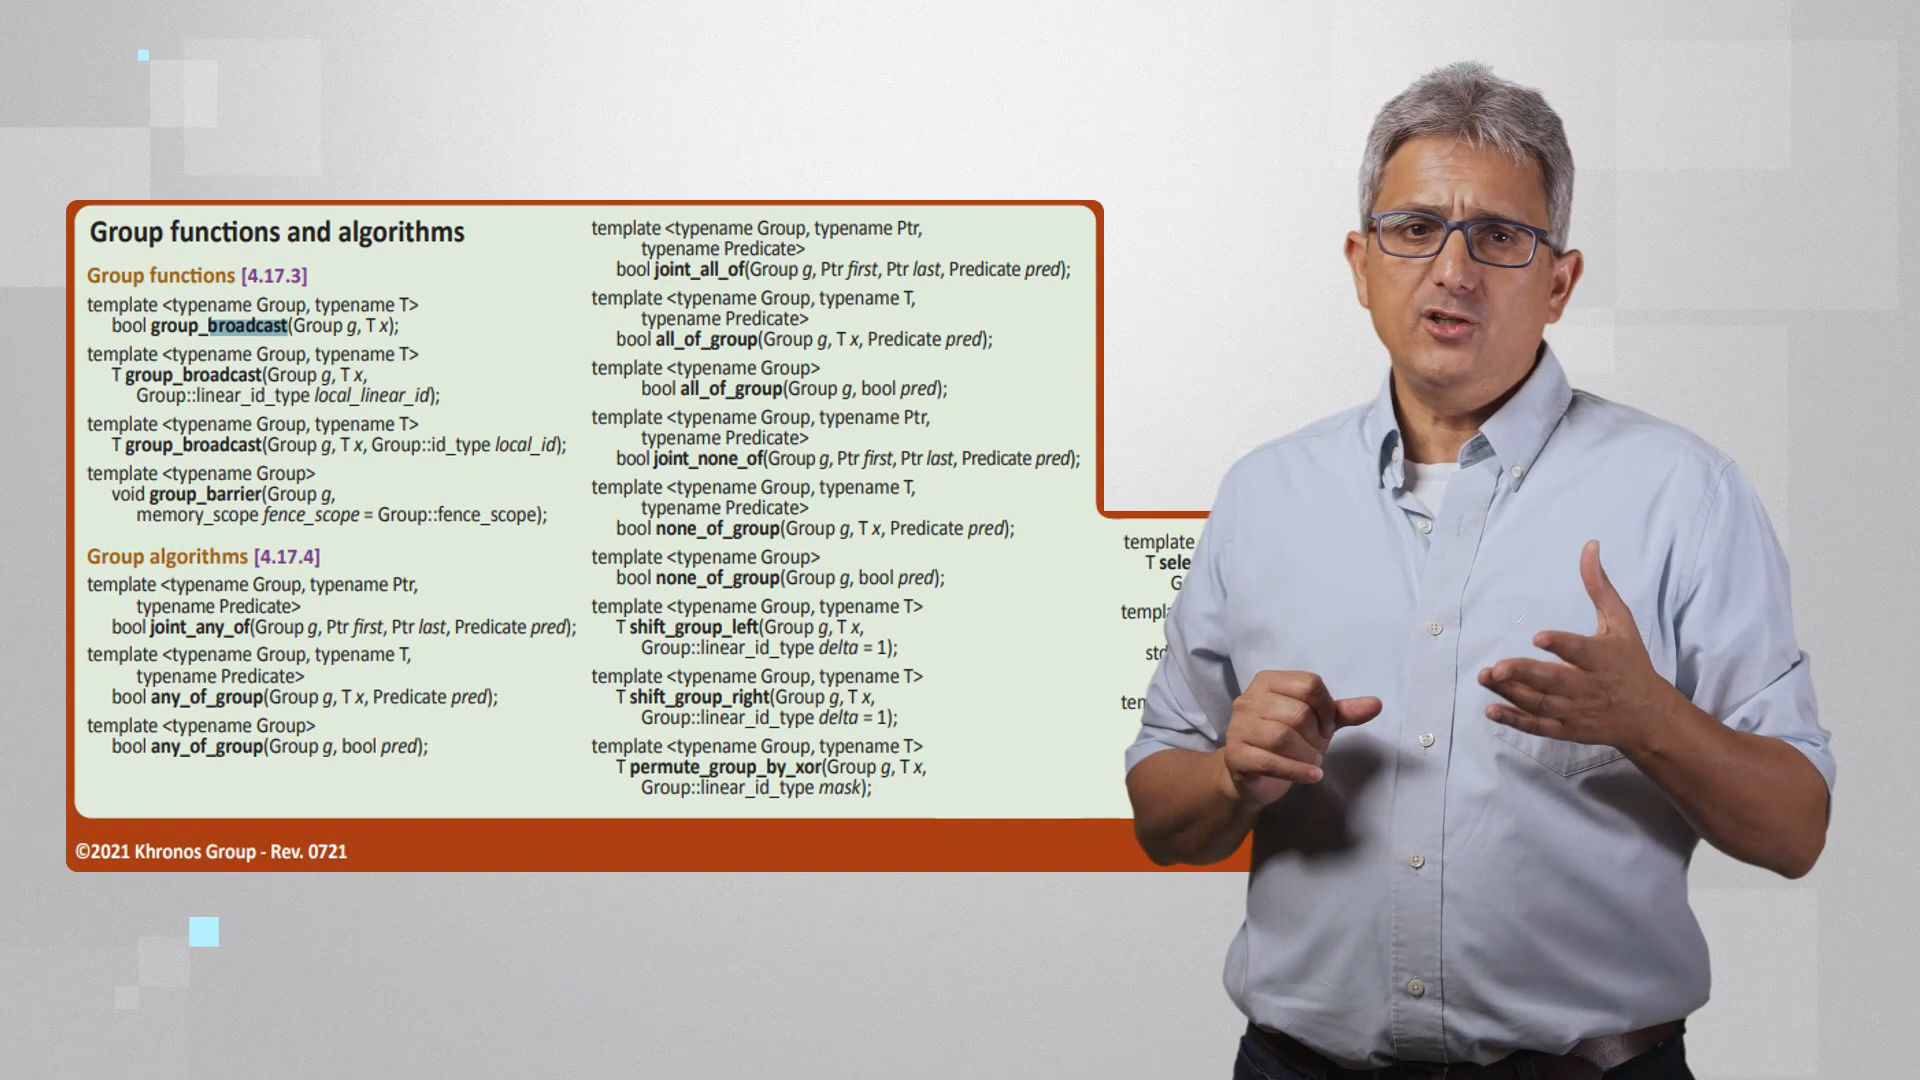 Group functions and algorithms
Group functions [4.17.3]
template <typename Group, typename T>
bool group_broadcast(Group g, T x);
template <typename Group, typename T>
T group_broadcast(Group g, T x,
Group::linear_id_type local_linear_id);
template <typename Group, typename T>
T group_broadcast(Group g, T x, Group::id_type local_id);
template <typename Group>
void group_barrier(Group g,
memory_scope fence_scope = Group::fence_scope);
Group algorithms [4.17.4]
template <typename Group, typename Ptr,
typename Predicate>
bool joint_any_of(Group g, Ptr first, Ptr last, Predicate pred);
template <typename Group, typename T,
typename Predicate>
bool any_of_group(Group g, T x, Predicate pred);
template <typename Group>
bool any_of_group(Group g, bool pred);
template <typename Group, typename Ptr,
typename Predicate>
bool joint_all_of(Group g, Ptr first, Ptr last, Predicate pred);
template <typename Group, typename T,
typename Predicate>
bool all_of_group(Group g, T x, Predicate pred);
template <typename Group>
bool all_of_group(Group g, bool pred);
template <typename Group, typename Ptr,
typename Predicate>
bool joint_none_of(Group g, Ptr first, Ptr last, Predicate pred);
template <typename Group, typename T,
typename Predicate>
bool none_of_group(Group g, T x, Predicate pred);
template <typename Group>
bool none_of_group(Group g, bool pred);
template <typename Group, typename T>
T shift_group_left(Group g, T x,
Group::linear_id_type delta = 1);
template <typename Group, typename T>
T shift_group_right(Group g, T x,
Group::linear_id_type delta = 1);
template <typename Group, typename T>
T permute_group_by_xor(Group g, T x,
Group::linear_id_type mask);
template
T sele
G
templa
std
tem
©2021 Khronos Group - Rev. 0721